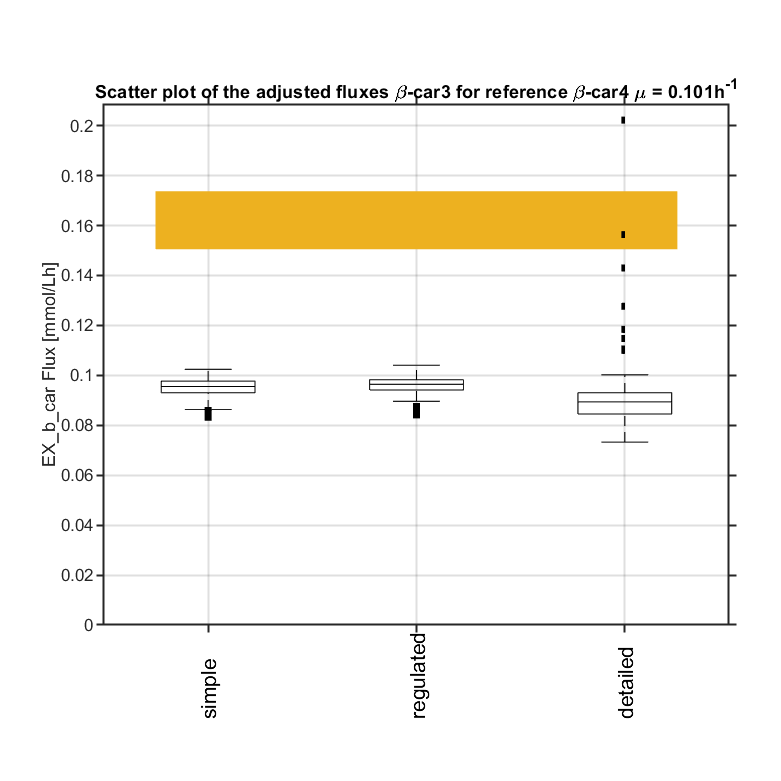 Scatter plot of the adjusted fluxes β-car3 for reference β-car4 μ = 0.101h⁻¹
EX_b_car Flux [mmol/Lh]
0.2
0.18
0.16
0.14
0.12
0.1
0.08
0.06
0.04
0.02
0
simple
regulated
detailed